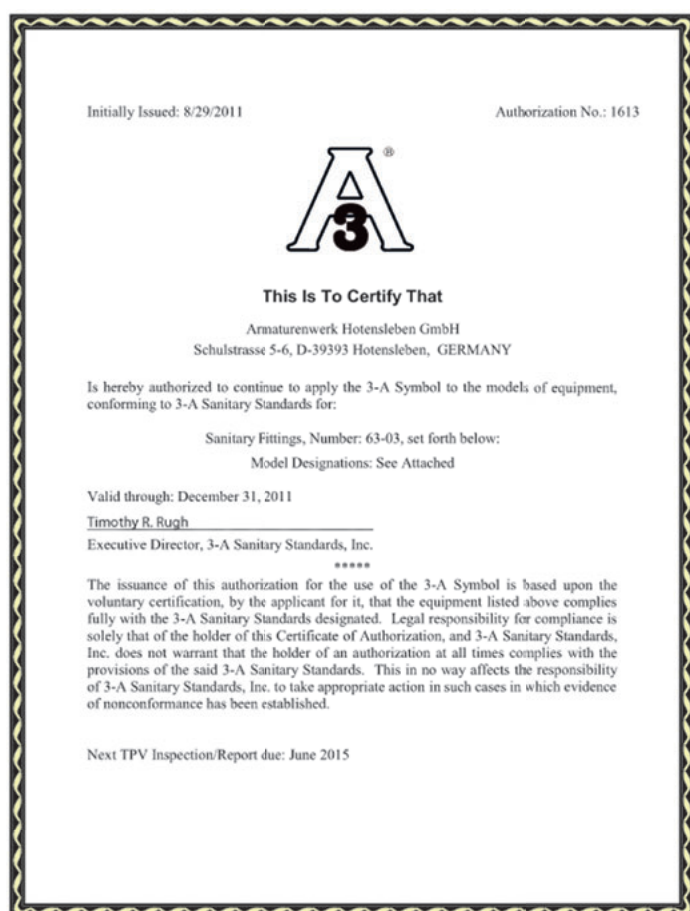 Initially Issued: 8/29/2011 Authorization No.: 1613
A
3
®
This Is To Certify That
Armaturenwerk Hotensleben GmbH
Schulstrasse 5-6, D-39393 Hotensleben, GERMANY
Is hereby authorized to continue to apply the 3-A Symbol to the models of equipment,
conforming to 3-A Sanitary Standards for:
Sanitary Fittings, Number: 63-03, set forth below:
Model Designations: See Attached
Valid through: December 31, 2011
Timothy R. Rugh
Executive Director, 3-A Sanitary Standards, Inc.
*****
The issuance of this authorization for the use of the 3-A Symbol is based upon the
voluntary certification, by the applicant for it, that the equipment listed above complies
fully with the 3-A Sanitary Standards designated. Legal responsibility for compliance is
solely that of the holder of this Certificate of Authorization, and 3-A Sanitary Standards,
Inc. does not warrant that the holder of an authorization at all times complies with the
provisions of the said 3-A Sanitary Standards. This in no way affects the responsibility
of 3-A Sanitary Standards, Inc. to take appropriate action in such cases in which evidence
of nonconformance has been established.
Next TPV Inspection/Report due: June 2015